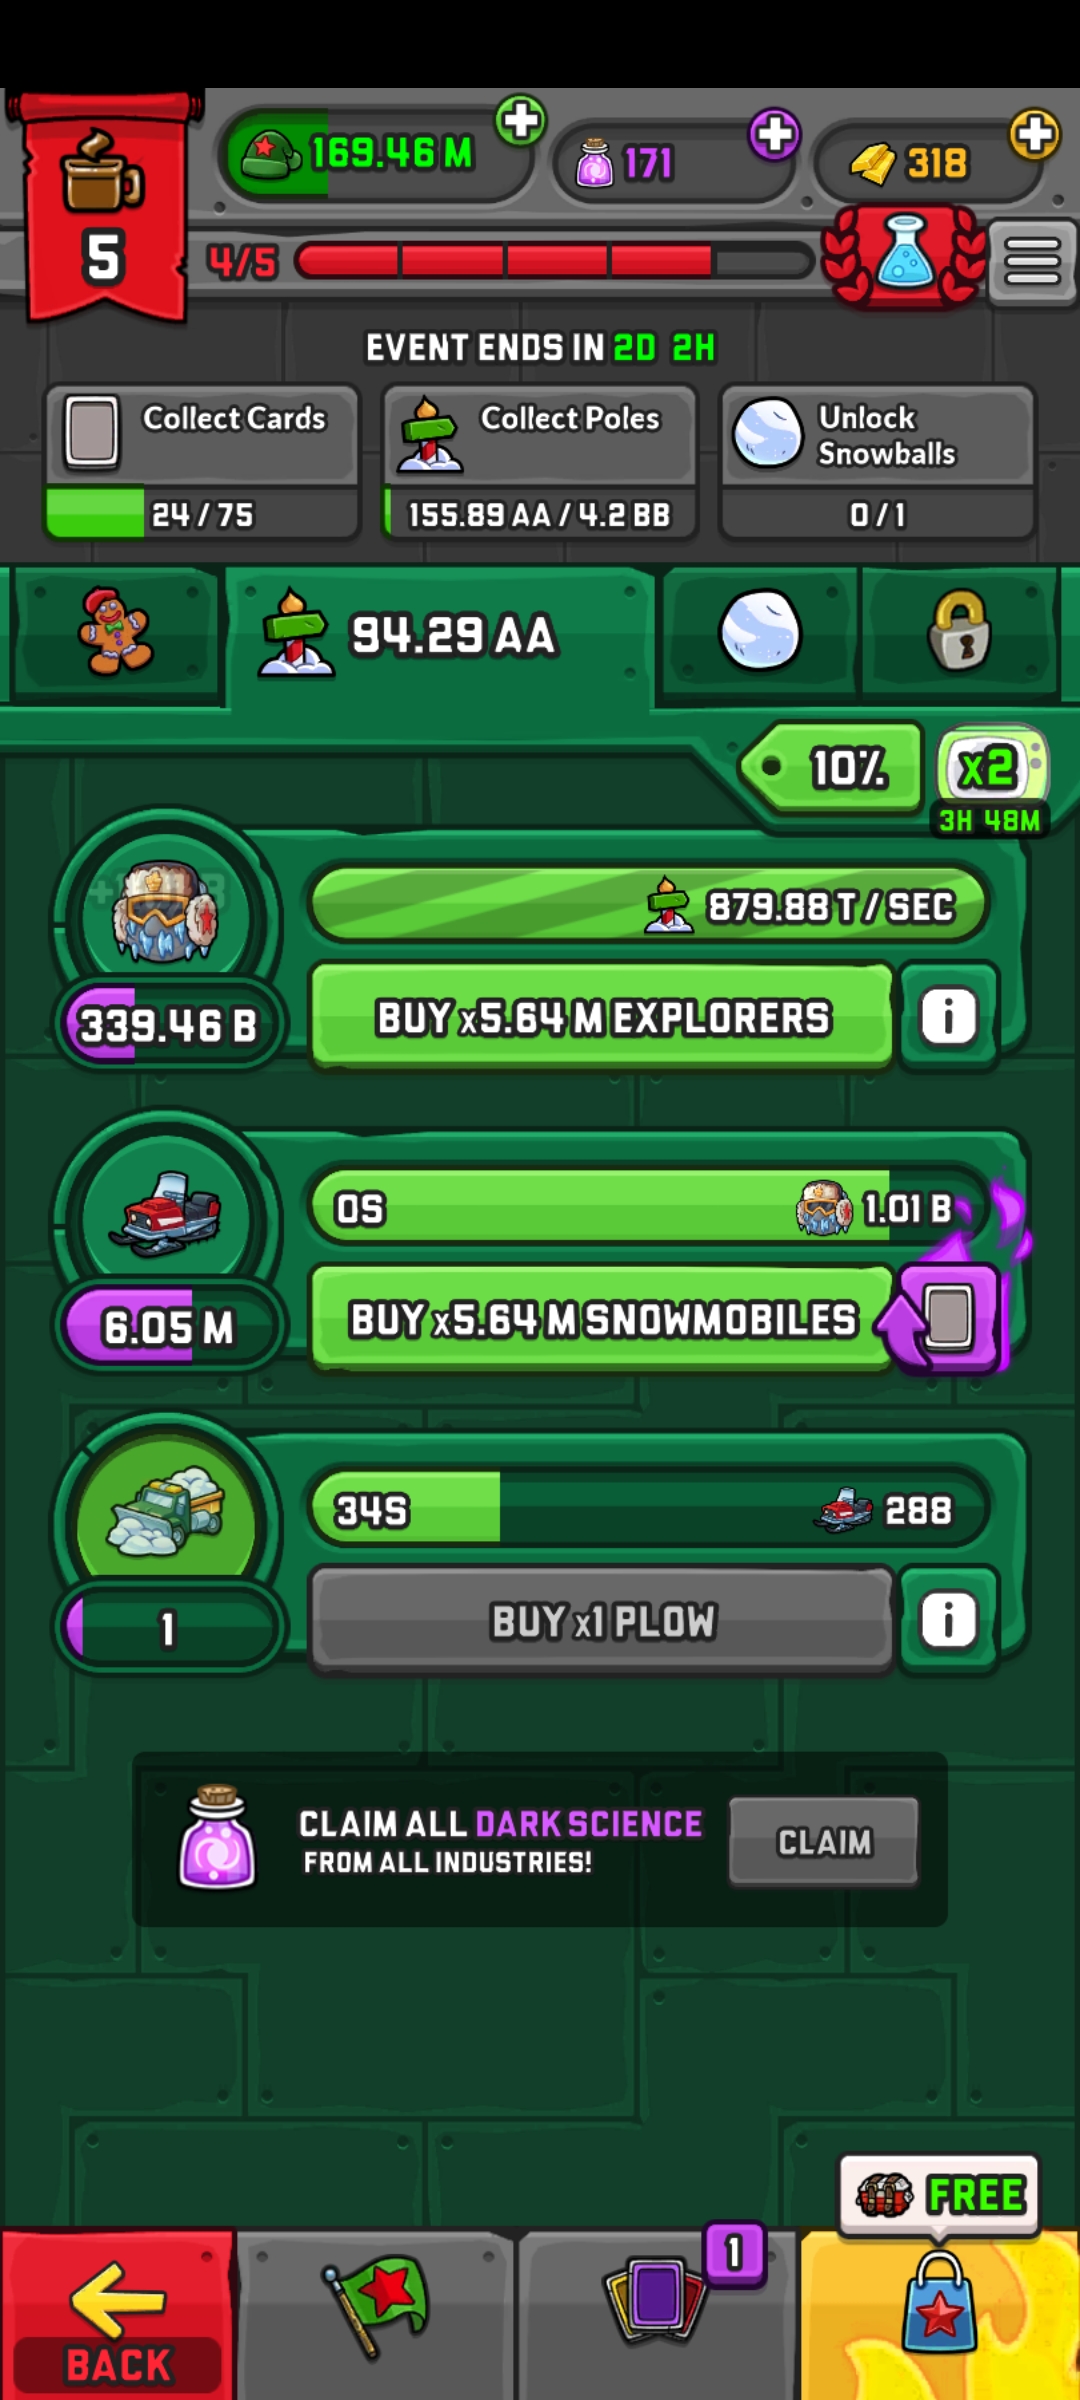 169.46 M
171
318
5
4/5
EVENT ENDS IN 2D 2H
Collect Cards
24 / 75
Collect Poles
155.89 AA / 4.2 BB
Unlock
Snowballs
0 / 1
94.29 AA
10%
x2
3H 48M
879.88 T / SEC
339.46 B
BUY x5.64 M EXPLORERS
i
0S
1.01 B
6.05 M
BUY x5.64 M SNOWMOBILES
34S
288
1
BUY x1 PLOW
i
CLAIM ALL DARK SCIENCE
FROM ALL INDUSTRIES!
CLAIM
FREE
1
BACK